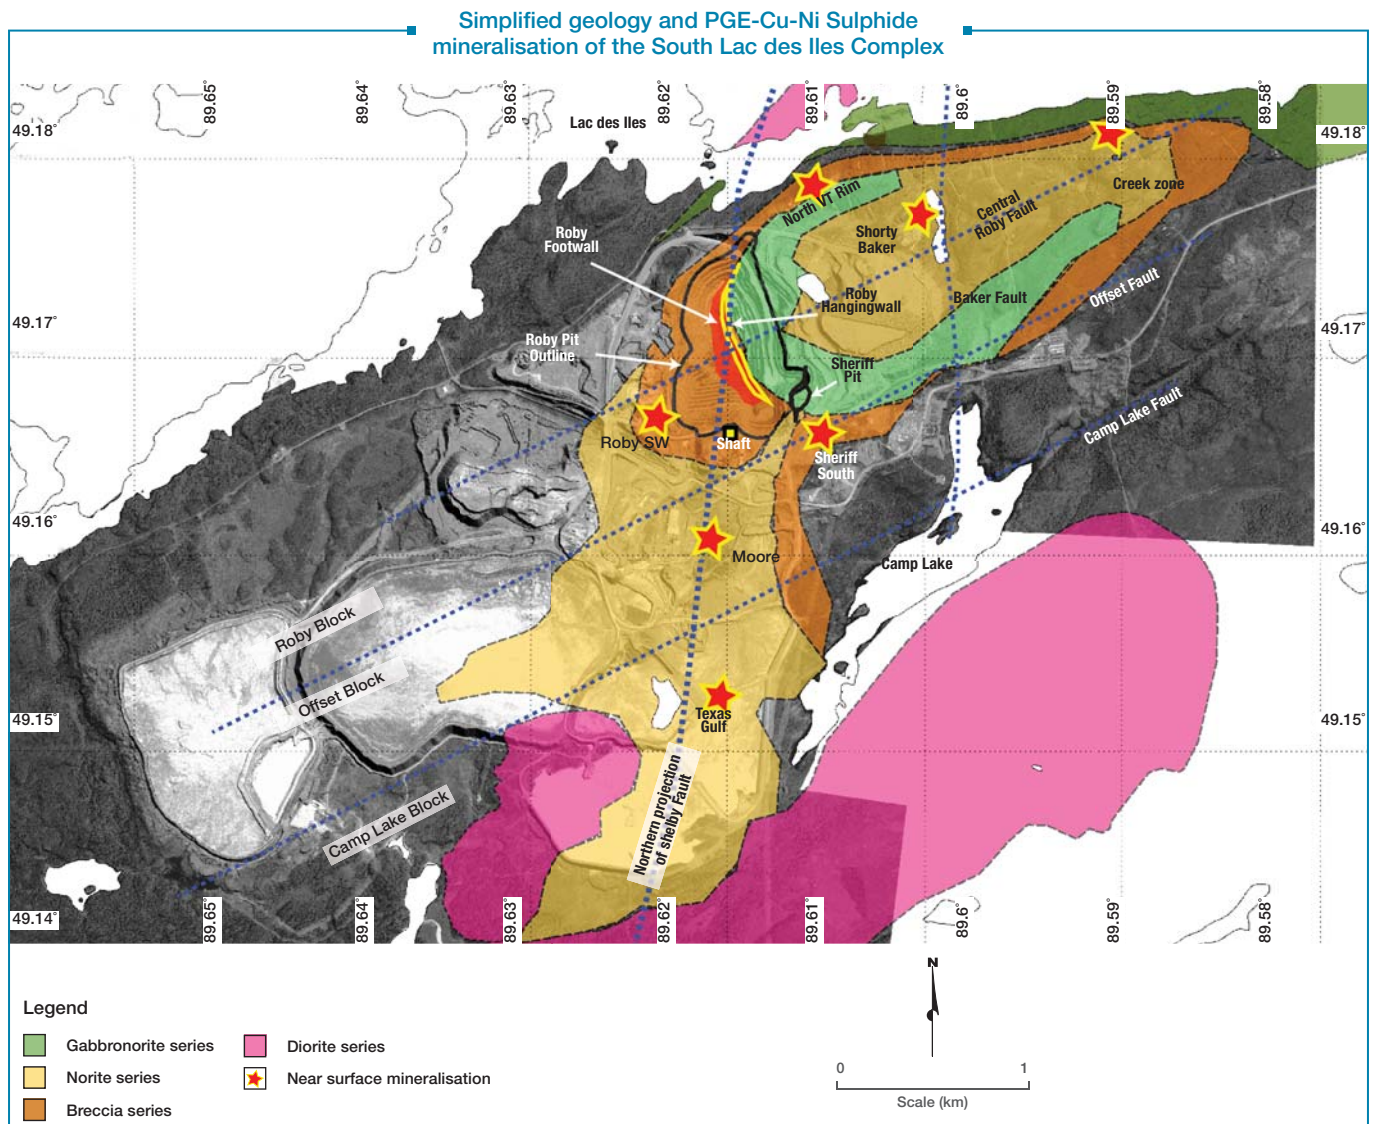 Simplified geology and PGE-Cu-Ni Sulphide
mineralisation of the South Lac des Iles Complex
89.65°
89.64°
89.63°
89.62°
89.61°
89.6°
89.59°
89.58°
49.18°
49.18°
Lac des Iles
North VT Rim
Creek zone
Central
Roby Fault
Shorty
Baker
Roby
Footwall
Roby
Hangingwall
Baker Fault
Offset Fault
49.17°
49.17°
Roby Pit
Outline
Sheriff
Pit
Camp Lake Fault
Roby SW
Shaft
Sheriff
South
49.16°
49.16°
Moore
Camp Lake
Roby Block
Offset Block
49.15°
49.15°
Texas
Gulf
Northern projection
of shelby Fault
Camp Lake Block
49.14°
49.14°
89.65°
89.64°
89.63°
89.62°
89.61°
89.6°
89.59°
89.58°
N
Legend
Gabbronorite series
Diorite series
Norite series
Near surface mineralisation
Breccia series
0
1
Scale (km)